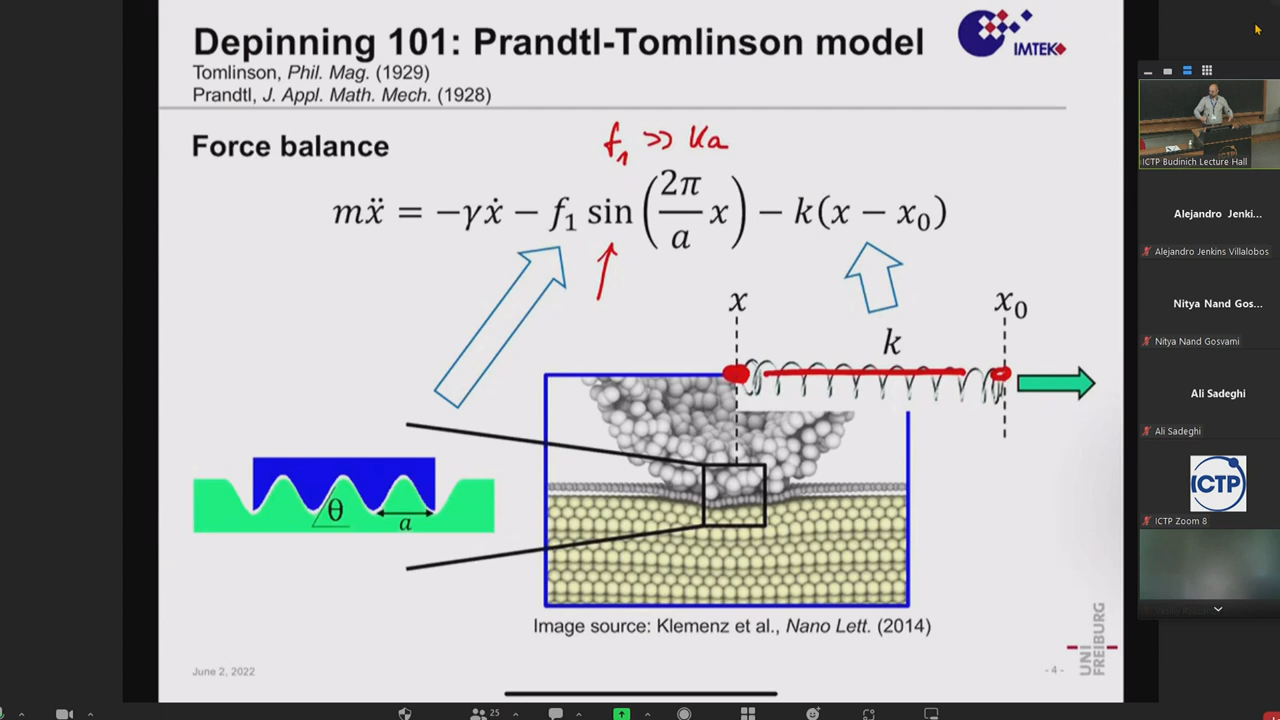 Depinning 101: Prandtl-Tomlinson model
IMTEK
Tomlinson, Phil. Mag. (1929)
Prandtl, J. Appl. Math. Mech. (1928)
Force balance
f₁ >> ka
mẍ = −γẋ − f₁ sin(2π/a x) − k(x − x₀)
x
x₀
k
θ
a
Image source: Klemenz et al., Nano Lett. (2014)
June 2, 2022
- 4 -
UNI
FREIBURG
ICTP Budinich Lecture Hall
Alejandro Jenki...
Alejandro Jenkins Villalobos
Nitya Nand Gos...
Nitya Nand Gosvami
Ali Sadeghi
Ali Sadeghi
ICTP
ICTP Zoom 8
25